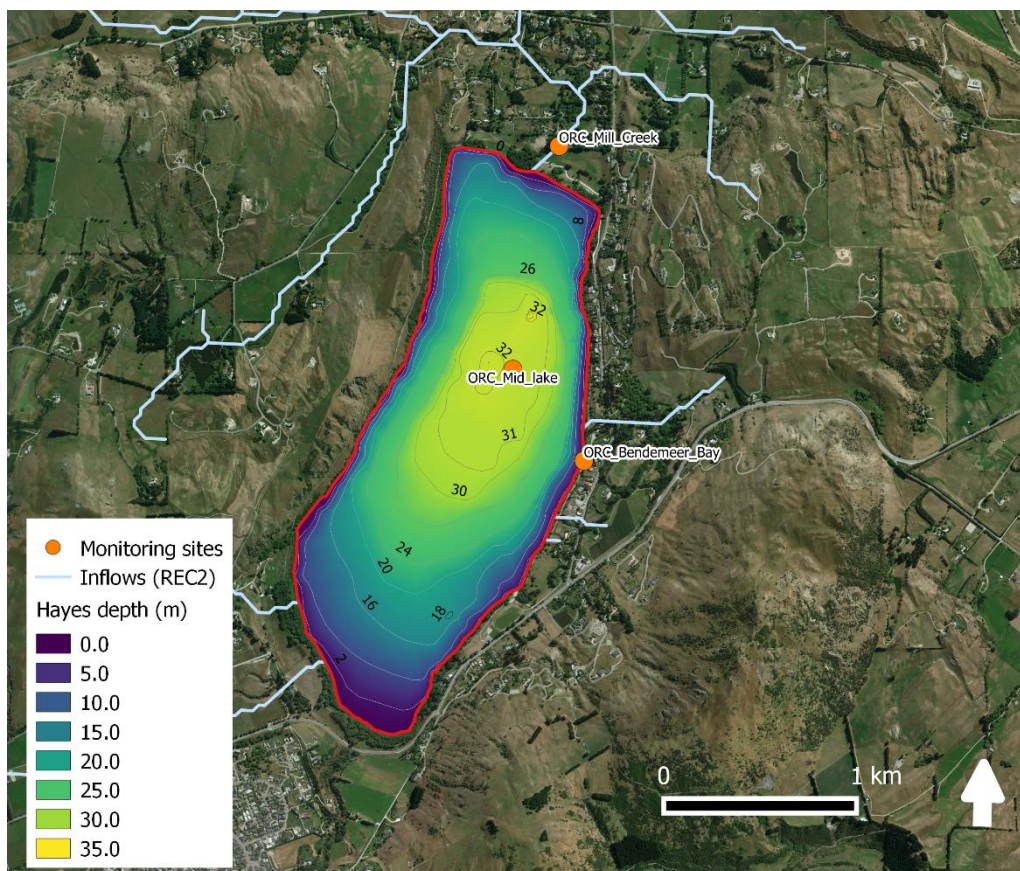 0
ORC_Mill_Creek
8
26
32
32
ORC_Mid_lake
31
ORC_Bendemeer_Bay
30
24
20
16
18
2
Monitoring sites
Inflows (REC2)
Hayes depth (m)
0.0
5.0
10.0
15.0
20.0
25.0
30.0
35.0
0 1 km